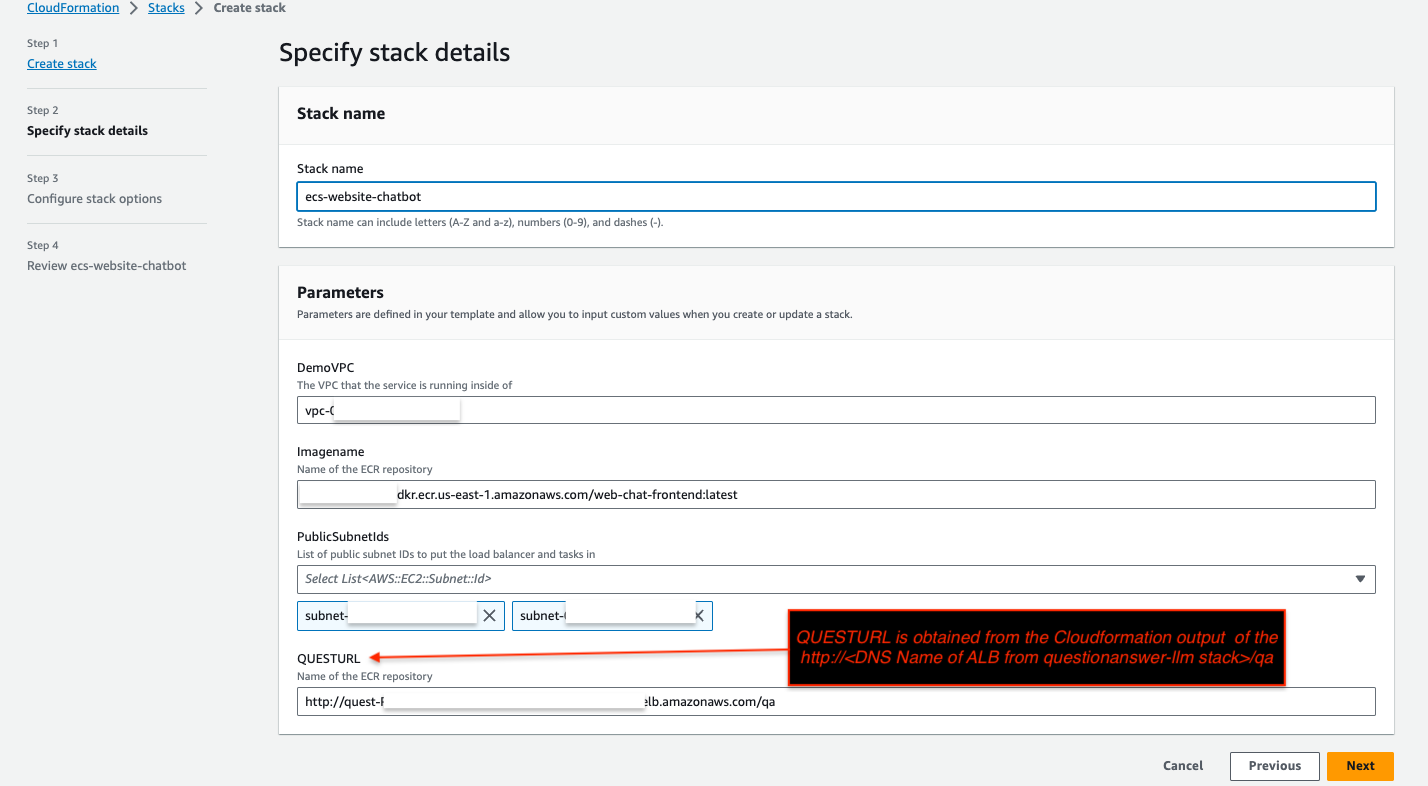 CloudFormation > Stacks > Create stack
Step 1
Create stack
Step 2
Specify stack details
Step 3
Configure stack options
Step 4
Review ecs-website-chatbot
Specify stack details
Stack name
Stack name
ecs-website-chatbot
Stack name can include letters (A-Z and a-z), numbers (0-9), and dashes (-).
Parameters
Parameters are defined in your template and allow you to input custom values when you create or update a stack.
DemoVPC
The VPC that the service is running inside of
vpc-
Imagename
Name of the ECR repository
dkr.ecr.us-east-1.amazonaws.com/web-chat-frontend:latest
PublicSubnetIds
List of public subnet IDs to put the load balancer and tasks in
Select List<AWS::EC2::Subnet::Id>
subnet- subnet-
QUESTURL is obtained from the Cloudformation output of the
http://<DNS Name of ALB from questionanswer-llm stack>/qa
QUESTURL
Name of the ECR repository
http://quest- elb.amazonaws.com/qa
Cancel Previous Next